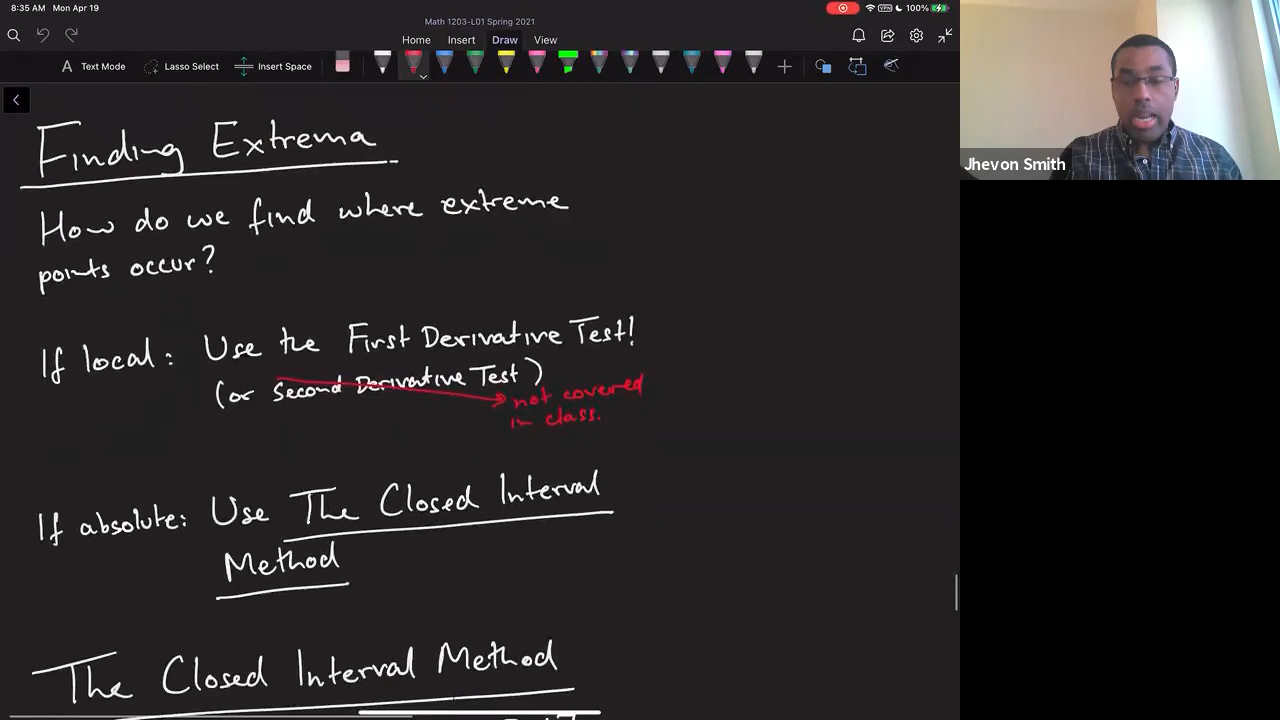 8:35 AM Mon Apr 19
VPN 100%
Math 1203-L01 Spring 2021
Home Insert Draw View
Text Mode Lasso Select Insert Space
Finding Extrema
How do we find where extreme
points occur?
If local: Use the First Derivative Test!
(or Second Derivative Test)
not covered
in class.
If absolute: Use The Closed Interval
Method
The Closed Interval Method
Jhevon Smith